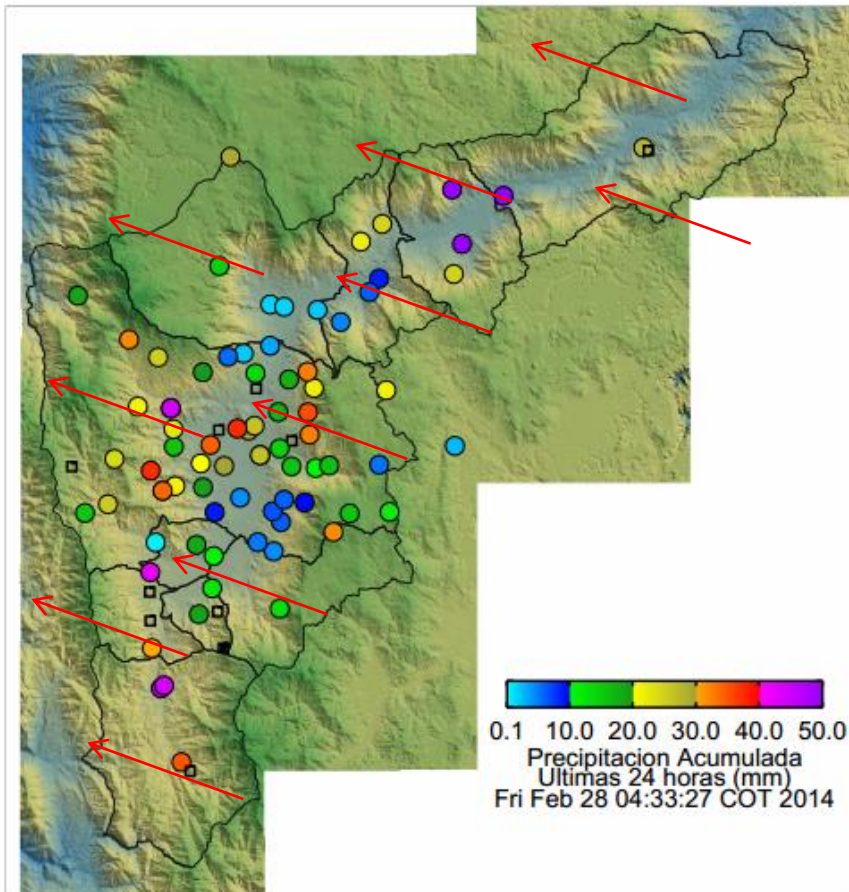 0.1 10.0 20.0 30.0 40.0 50.0
Precipitacion Acumulada
Ultimas 24 horas (mm)
Fri Feb 28 04:33:27 COT 2014